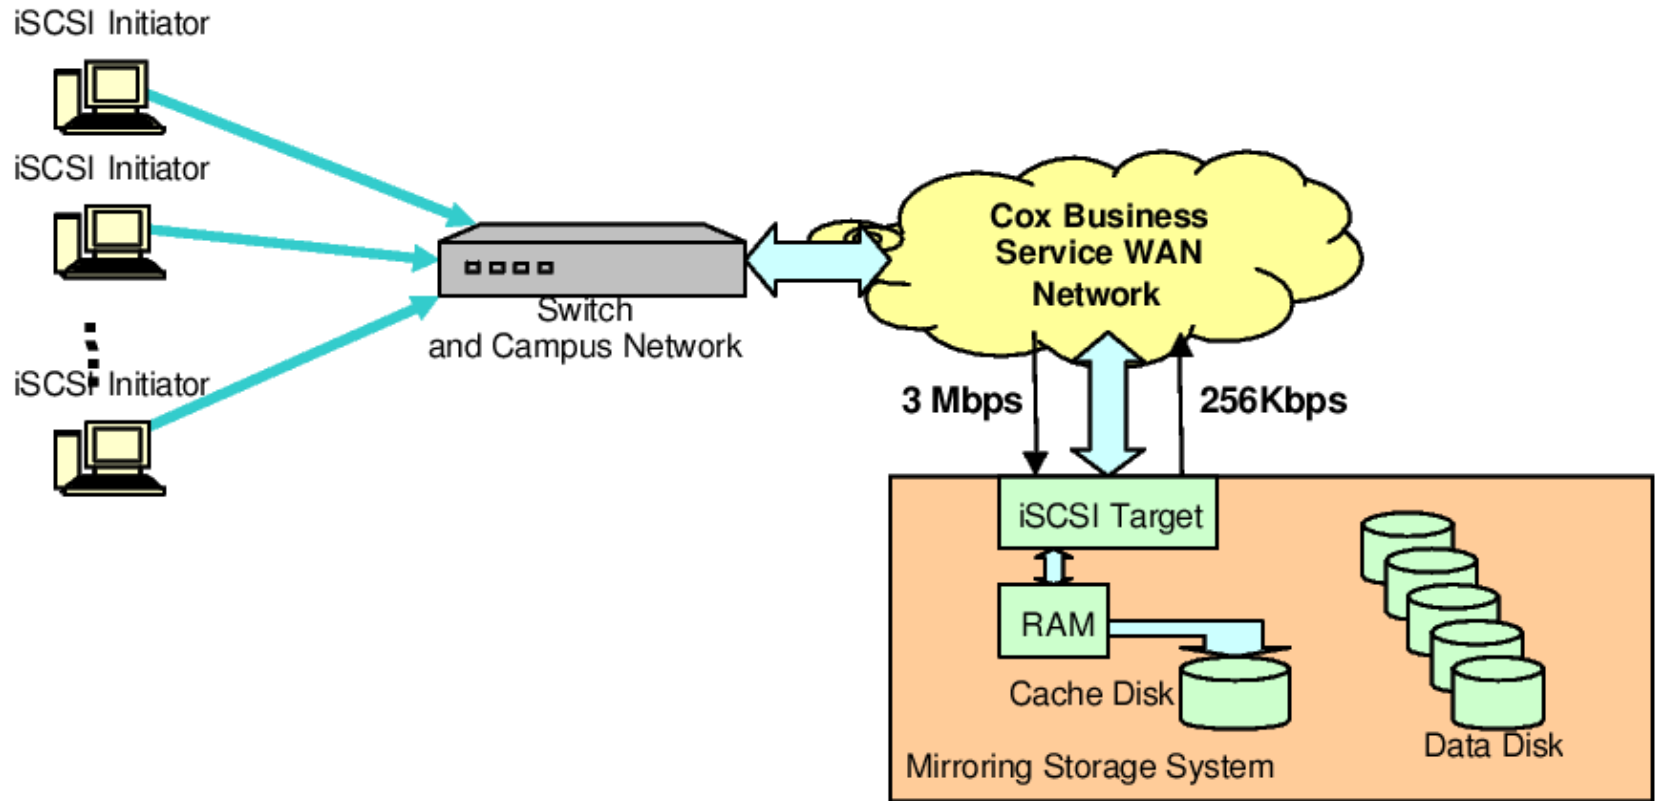 iSCSI Initiator
iSCSI Initiator
iSCSI Initiator
Switch
and Campus Network
Cox Business
Service WAN
Network
3 Mbps
256Kbps
iSCSI Target
RAM
Cache Disk
Data Disk
Mirroring Storage System